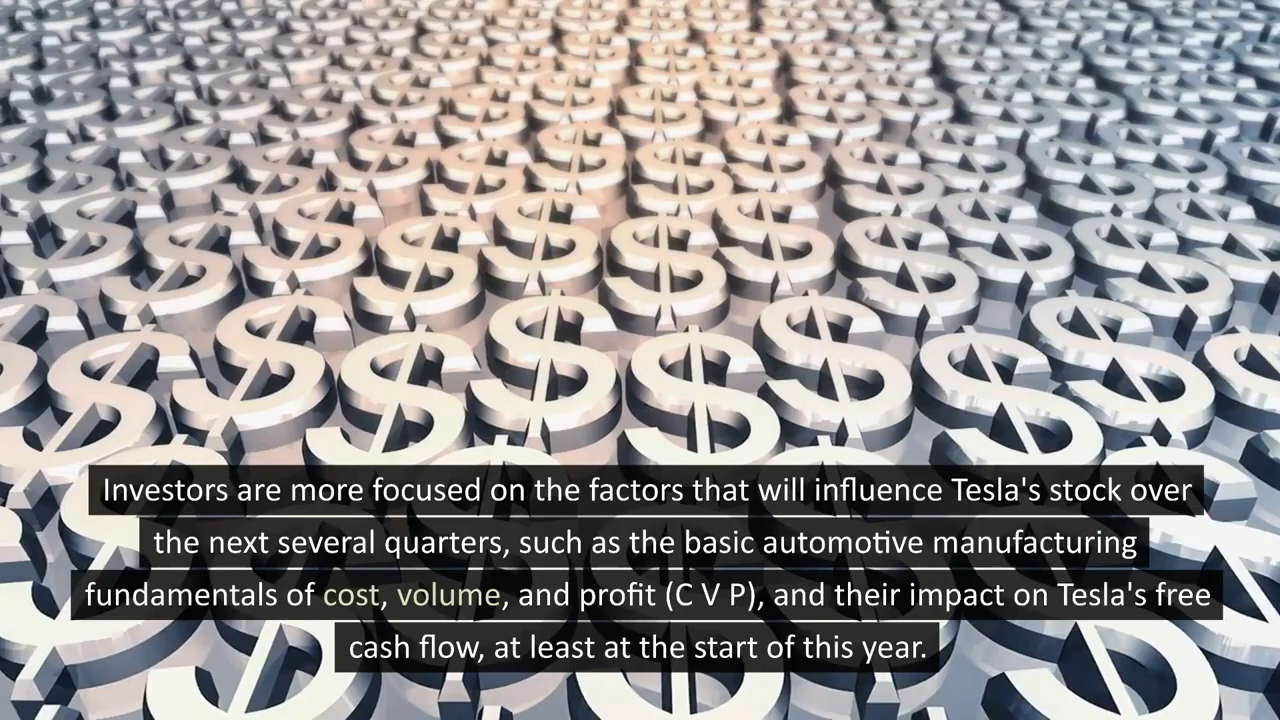 Investors are more focused on the factors that will influence Tesla's stock over
the next several quarters, such as the basic automotive manufacturing
fundamentals of cost, volume, and profit (C V P), and their impact on Tesla's free
cash flow, at least at the start of this year.